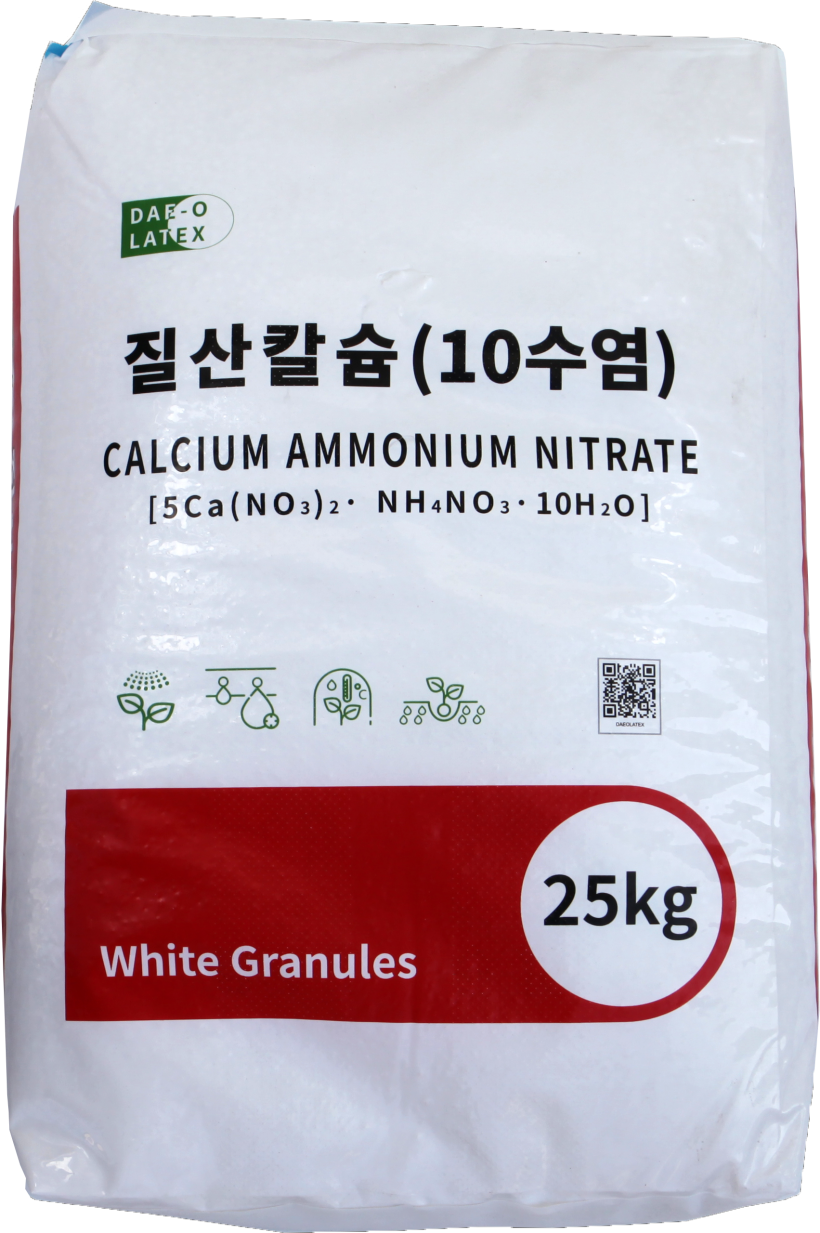 DAE-O
LATEX
질산칼슘(10수염)
CALCIUM AMMONIUM NITRATE
[5Ca(NO₃)₂· NH₄NO₃·10H₂O]
DAEOLATEX
25kg
White Granules